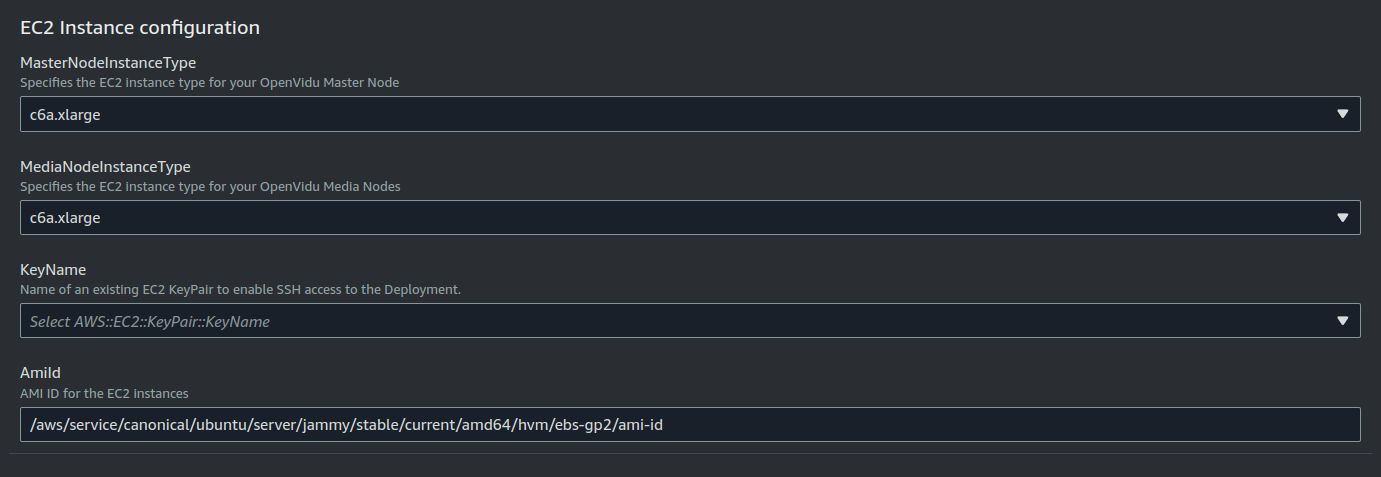 EC2 Instance configuration
MasterNodeInstanceType
Specifies the EC2 instance type for your OpenVidu Master Node
c6a.xlarge
MediaNodeInstanceType
Specifies the EC2 instance type for your OpenVidu Media Nodes
c6a.xlarge
KeyName
Name of an existing EC2 KeyPair to enable SSH access to the Deployment.
Select AWS::EC2::KeyPair::KeyName
AmiId
AMI ID for the EC2 instances
/aws/service/canonical/ubuntu/server/jammy/stable/current/amd64/hvm/ebs-gp2/ami-id